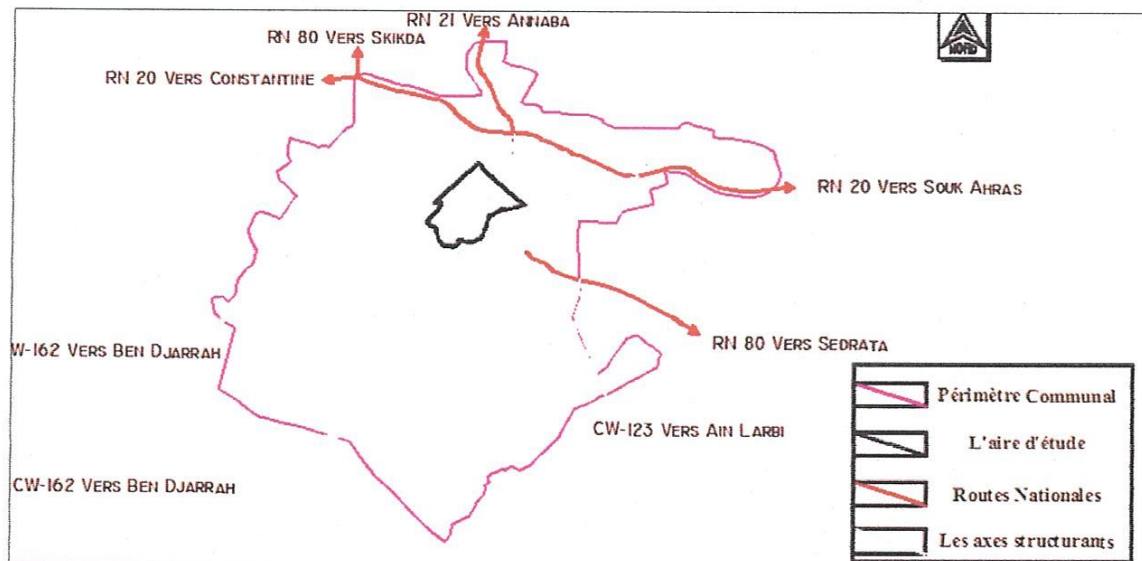 RN 21 VERS ANNABA
RN 80 VERS SKIKDA
NORD
RN 20 VERS CONSTANTINE
RN 20 VERS SOUK AHRAS
RN 80 VERS SEDRATA
W-162 VERS BEN DJARRAH
CW-123 VERS AIN LARBI
CW-162 VERS BEN DJARRAH
Périmètre Communal
L'aire d'étude
Routes Nationales
Les axes structurants